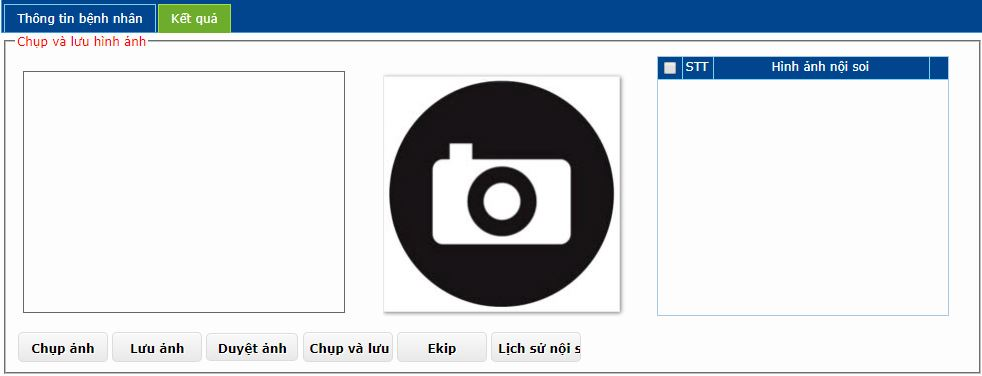 Thông tin bệnh nhân Kết quả
Chụp và lưu hình ảnh
STT Hình ảnh nội soi
Chụp ảnh Lưu ảnh Duyệt ảnh Chụp và lưu Ekip Lịch sử nội s